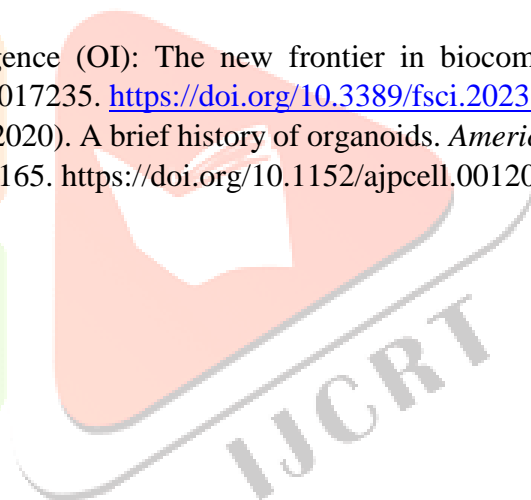 gence (OI): The new frontier in biocom
017235. https://doi.org/10.3389/fsci.2023
2020). A brief history of organoids. Americ
165. https://doi.org/10.1152/ajpcell.00120
IJCRT